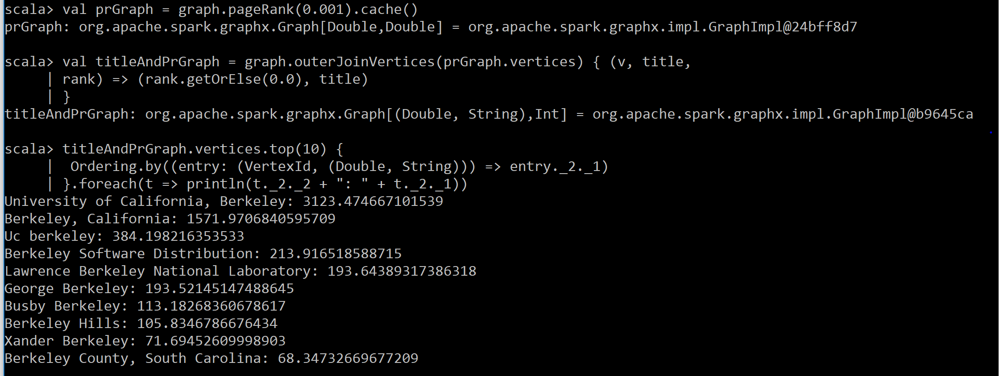 scala> val prGraph = graph.pageRank(0.001).cache()
prGraph: org.apache.spark.graphx.Graph[Double,Double] = org.apache.spark.graphx.impl.GraphImpl@24bff8d7
scala> val titleAndPrGraph = graph.outerJoinVertices(prGraph.vertices) { (v, title,
     | rank) => (rank.getOrElse(0.0), title)
     | }
titleAndPrGraph: org.apache.spark.graphx.Graph[(Double, String),Int] = org.apache.spark.graphx.impl.GraphImpl@b9645ca
scala> titleAndPrGraph.vertices.top(10) {
     |  Ordering.by((entry: (VertexId, (Double, String))) => entry._2._1)
     | }.foreach(t => println(t._2._2 + ": " + t._2._1))
University of California, Berkeley: 3123.474667101539
Berkeley, California: 1571.9706840595709
Uc berkeley: 384.198216353533
Berkeley Software Distribution: 213.916518588715
Lawrence Berkeley National Laboratory: 193.64389317386318
George Berkeley: 193.52145147488645
Busby Berkeley: 113.18268360678617
Berkeley Hills: 105.8346786676434
Xander Berkeley: 71.69452609998903
Berkeley County, South Carolina: 68.34732669677209